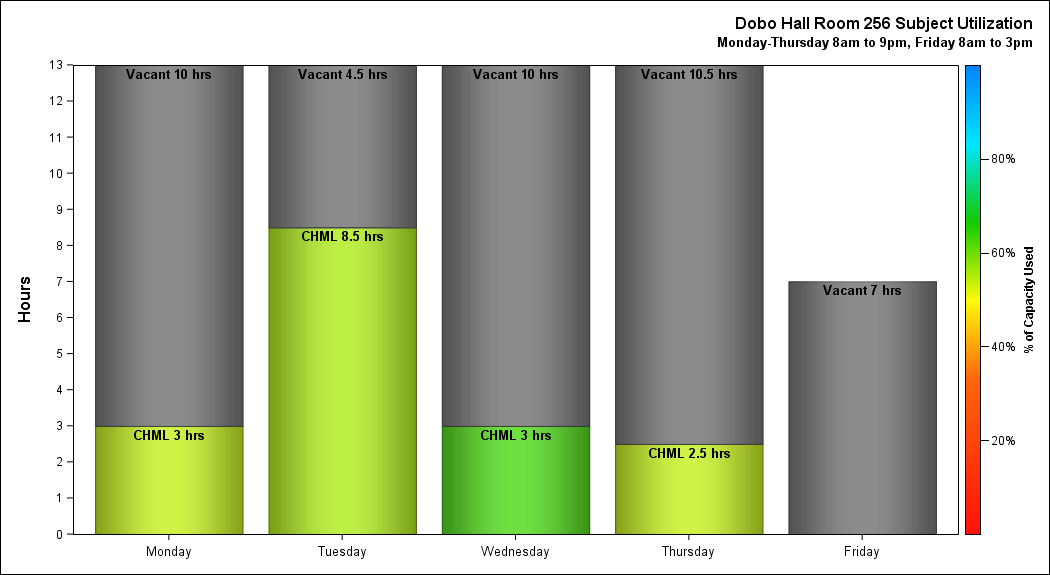 Dobo Hall Room 256 Subject Utilization
Monday-Thursday 8am to 9pm, Friday 8am to 3pm
13
12
11
10
9
8
7
6
5
4
3
2
1
0
Hours
Vacant 10 hrs
Vacant 4.5 hrs
Vacant 10 hrs
Vacant 10.5 hrs
CHML 8.5 hrs
Vacant 7 hrs
CHML 3 hrs
CHML 3 hrs
CHML 2.5 hrs
Monday
Tuesday
Wednesday
Thursday
Friday
80%
60%
40%
20%
% of Capacity Used